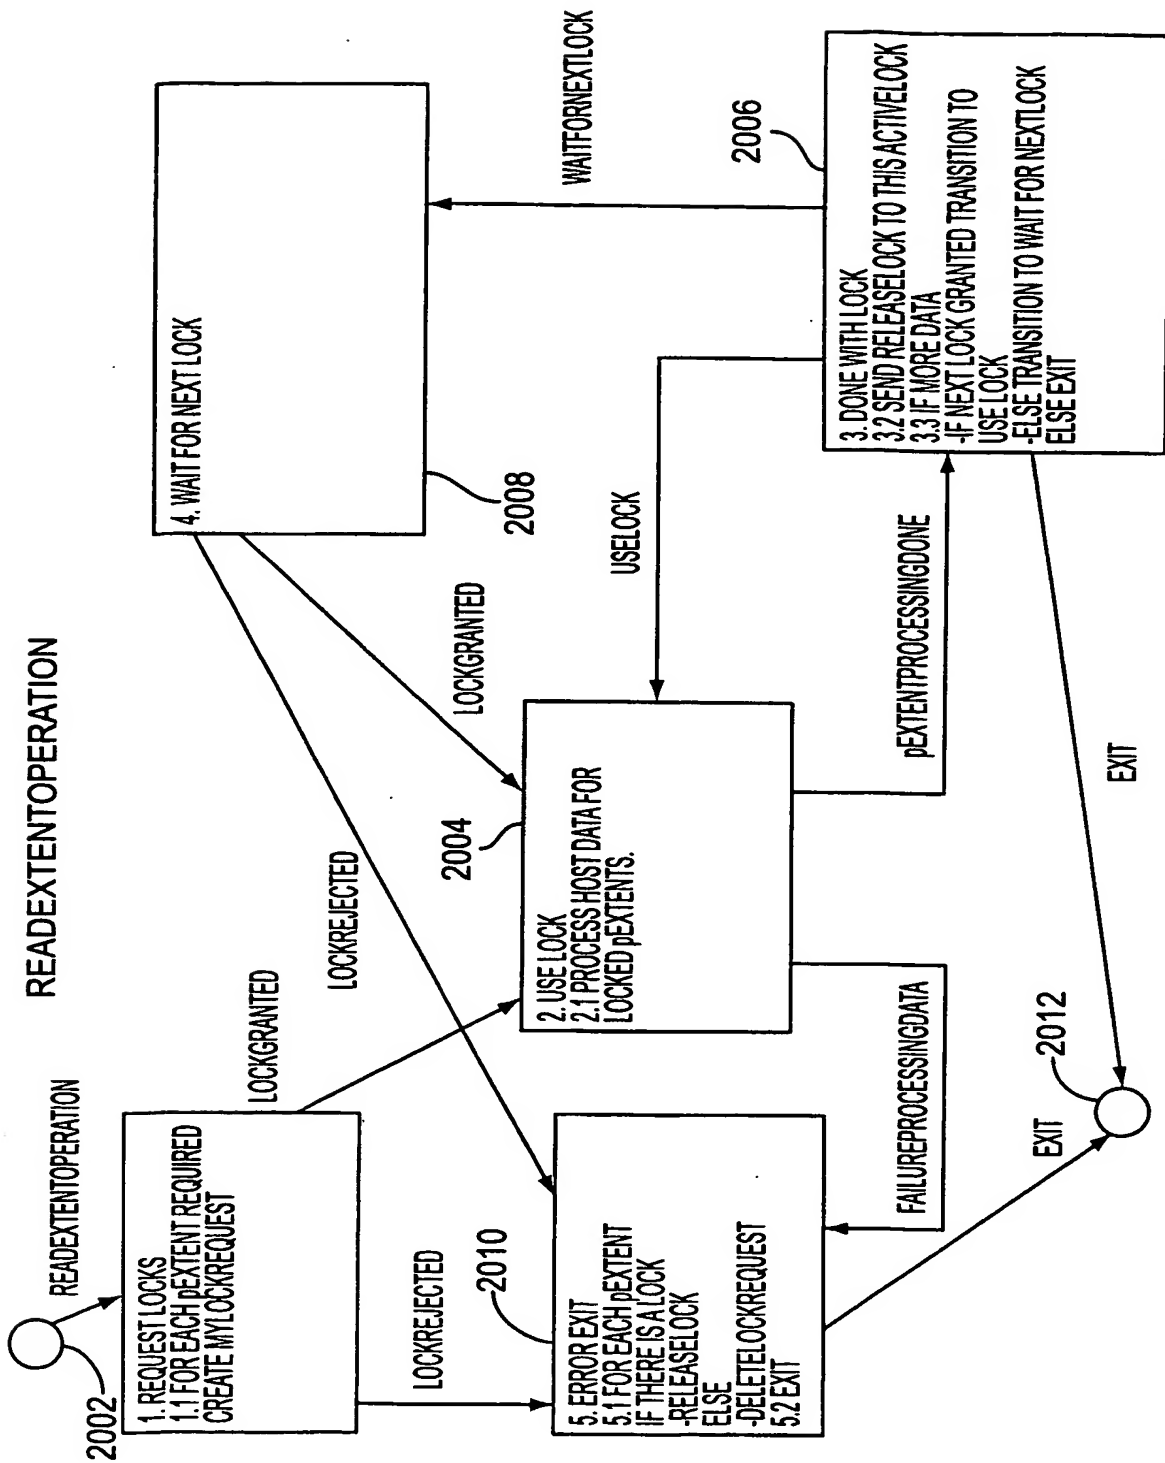 READEXTENTOPERATION
READEXTENTOPERATION
2002
1. REQUEST LOCKS
1.1 FOR EACH pEXTENT REQUIRED
CREATE MYLOCKREQUEST
LOCKGRANTED
LOCKREJECTED
LOCKREJECTED
LOCKGRANTED
4. WAIT FOR NEXT LOCK
2008
WAITFORNEXTLOCK
2004
2. USE LOCK
2.1 PROCESS HOST DATA FOR
LOCKED pEXTENTS.
USELOCK
2010
5. ERROR EXIT
5.1 FOR EACH pEXTENT
IF THERE IS A LOCK
-RELEASELOCK
ELSE
-DELETELOCKREQUEST
5.2 EXIT
FAILUREPROCESSINGDATA
pEXTENTPROCESSINGDONE
2006
3. DONE WITH LOCK
3.2 SEND RELEASELOCK TO THIS ACTIVELOCK
3.3 IF MORE DATA
-IF NEXT LOCK GRANTED TRANSITION TO
USE LOCK
-ELSE TRANSITION TO WAIT FOR NEXTLOCK
ELSE EXIT
EXIT
2012
EXIT